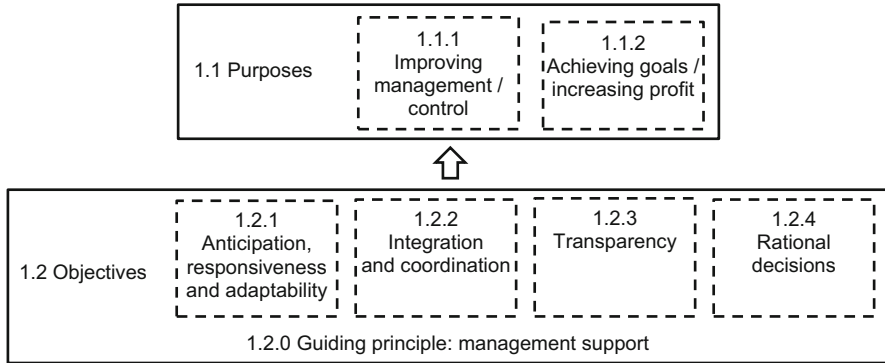 1.1 Purposes
1.1.1
Improving
management /
control
1.1.2
Achieving goals /
increasing profit
1.2 Objectives
1.2.1
Anticipation,
responsiveness
and adaptability
1.2.2
Integration
and coordination
1.2.3
Transparency
1.2.4
Rational
decisions
1.2.0 Guiding principle: management support